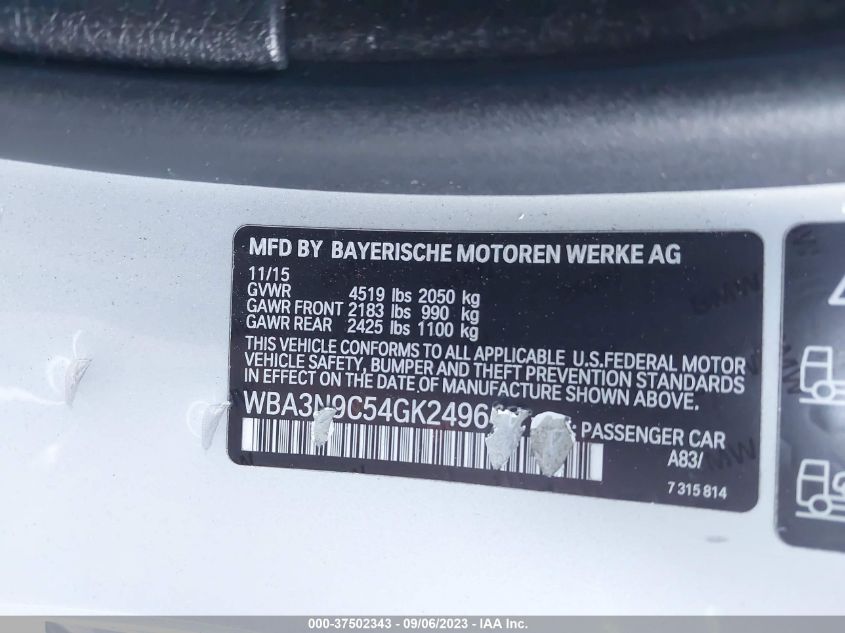 MFD BY BAYERISCHE MOTOREN WERKE AG
11/15
GVWR 4519 lbs 2050 kg
GAWR FRONT 2183 lbs 990 kg
GAWR REAR 2425 lbs 1100 kg
THIS VEHICLE CONFORMS TO ALL APPLICABLE U.S.FEDERAL MOTOR
VEHICLE SAFETY, BUMPER AND THEFT PREVENTION STANDARDS
IN EFFECT ON THE DATE OF MANUFACTURE SHOWN ABOVE.
PASSENGER CAR
A83/
7 315 814
000-37502343 - 09/06/2023 - IAA Inc.